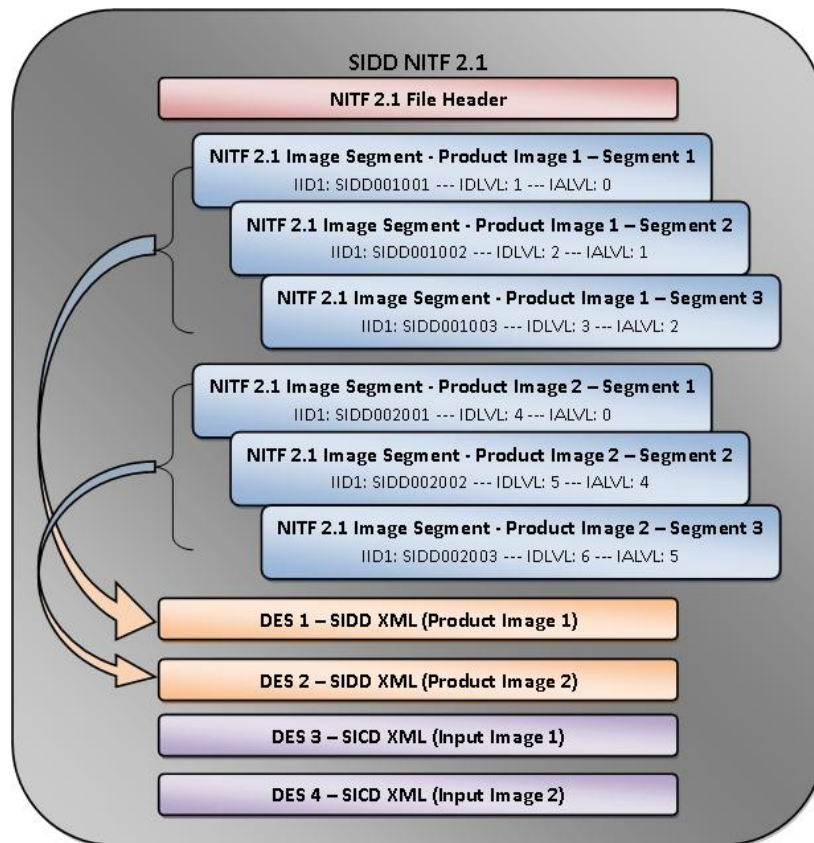 SIDD NITF 2.1
NITF 2.1 File Header
NITF 2.1 Image Segment - Product Image 1 – Segment 1
IID1: SIDD001001 --- IDLVL: 1 --- IALVL: 0
NITF 2.1 Image Segment - Product Image 1 – Segment 2
IID1: SIDD001002 --- IDLVL: 2 --- IALVL: 1
NITF 2.1 Image Segment - Product Image 1 – Segment 3
IID1: SIDD001003 --- IDLVL: 3 --- IALVL: 2
NITF 2.1 Image Segment - Product Image 2 – Segment 1
IID1: SIDD002001 --- IDLVL: 4 --- IALVL: 0
NITF 2.1 Image Segment - Product Image 2 – Segment 2
IID1: SIDD002002 --- IDLVL: 5 --- IALVL: 4
NITF 2.1 Image Segment - Product Image 2 – Segment 3
IID1: SIDD002003 --- IDLVL: 6 --- IALVL: 5
DES 1 – SIDD XML (Product Image 1)
DES 2 – SIDD XML (Product Image 2)
DES 3 – SICD XML (Input Image 1)
DES 4 – SICD XML (Input Image 2)